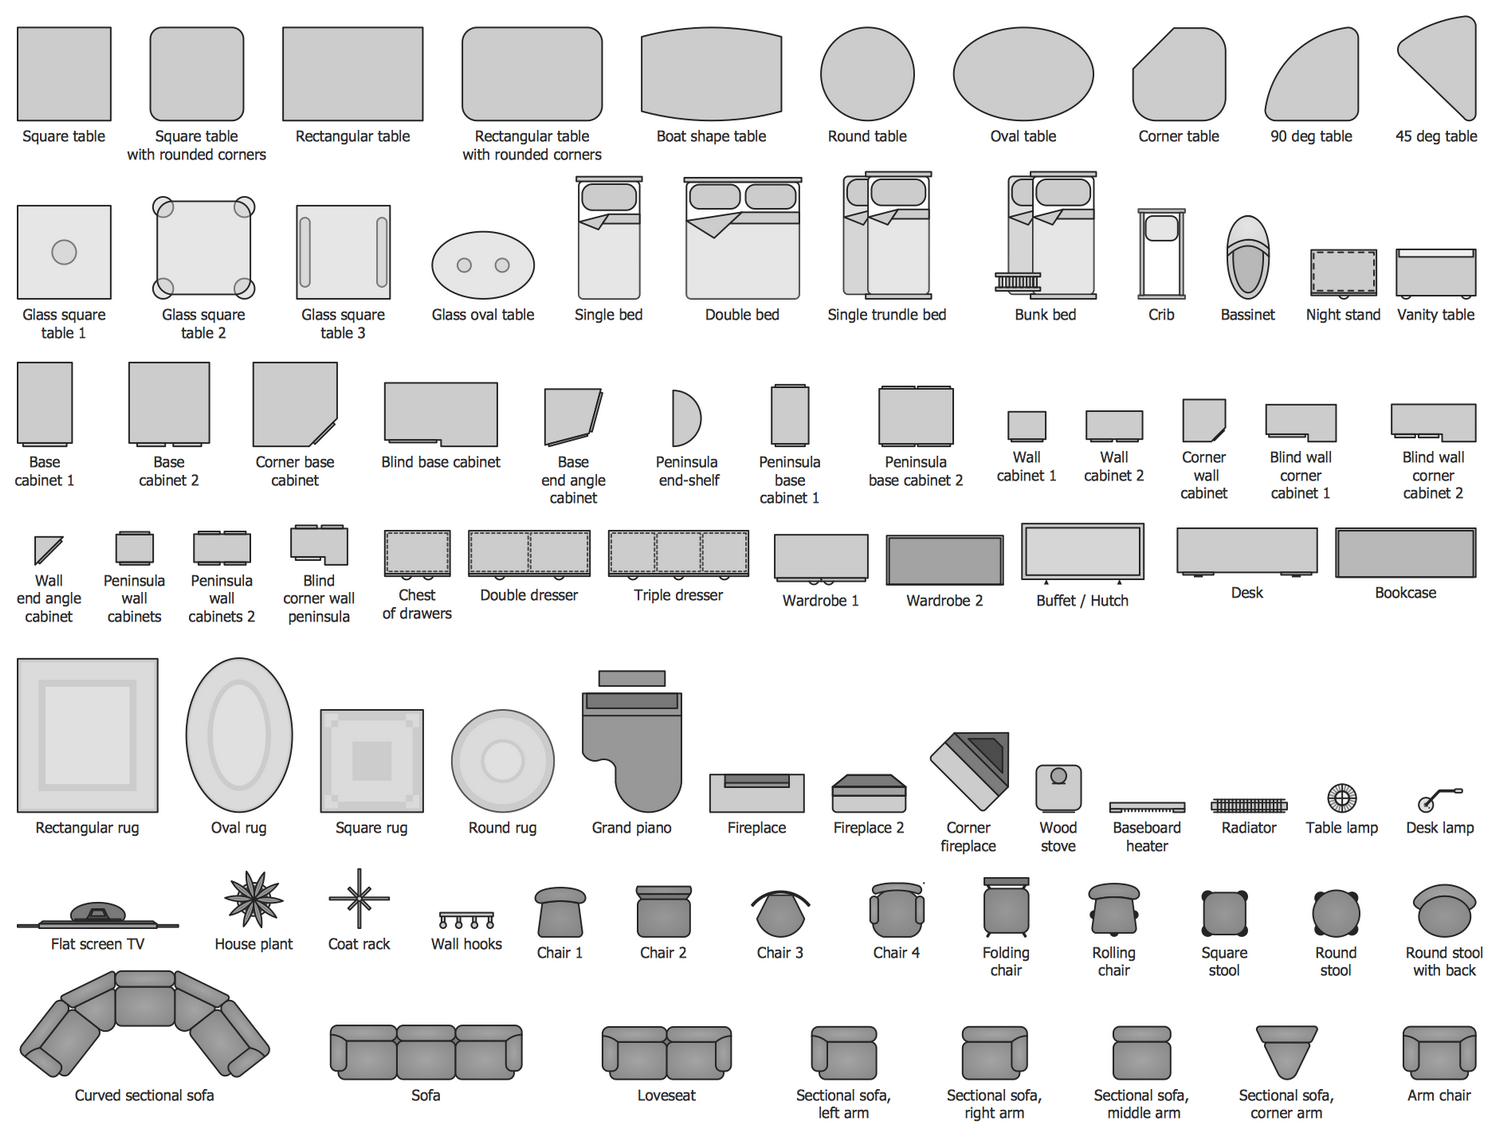 Square table
Square table
with rounded corners
Rectangular table
Rectangular table
with rounded corners
Boat shape table
Round table
Oval table
Corner table
90 deg table
45 deg table
Glass square
table 1
Glass square
table 2
Glass square
table 3
Glass oval table
Single bed
Double bed
Single trundle bed
Bunk bed
Crib
Bassinet
Night stand
Vanity table
Base
cabinet 1
Base
cabinet 2
Corner base
cabinet
Blind base cabinet
Base
end angle
cabinet
Peninsula
end-shelf
Peninsula
base
cabinet 1
Peninsula
base cabinet 2
Wall
cabinet 1
Wall
cabinet 2
Corner
wall
cabinet
Blind wall
corner
cabinet 1
Blind wall
corner
cabinet 2
Wall
end angle
cabinet
Peninsula
wall
cabinets
Peninsula
wall
cabinets 2
Blind
corner wall
peninsula
Chest
of drawers
Double dresser
Triple dresser
Wardrobe 1
Wardrobe 2
Buffet / Hutch
Desk
Bookcase
Rectangular rug
Oval rug
Square rug
Round rug
Grand piano
Fireplace
Fireplace 2
Corner
fireplace
Wood
stove
Baseboard
heater
Radiator
Table lamp
Desk lamp
Flat screen TV
House plant
Coat rack
Wall hooks
Chair 1
Chair 2
Chair 3
Chair 4
Folding
chair
Rolling
chair
Square
stool
Round
stool
Round stool
with back
Curved sectional sofa
Sofa
Loveseat
Sectional sofa,
left arm
Sectional sofa,
right arm
Sectional sofa,
middle arm
Sectional sofa,
corner arm
Arm chair